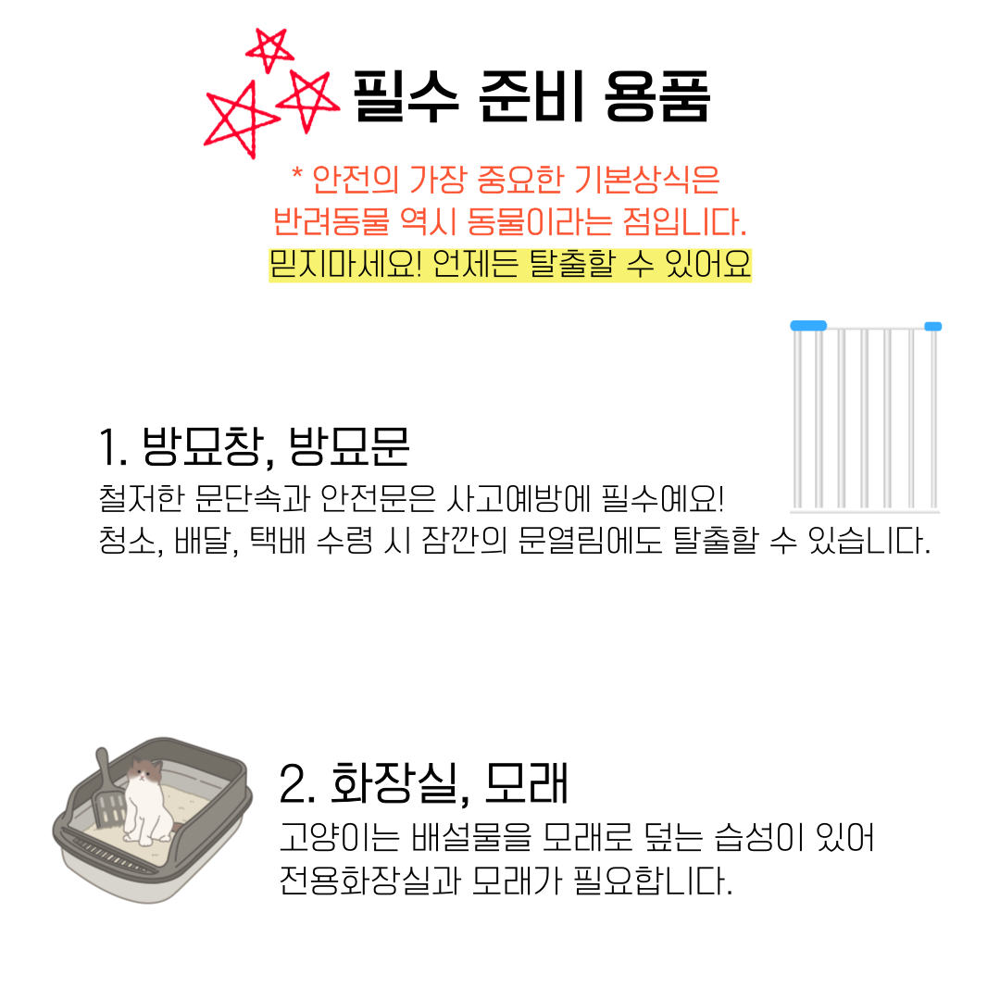 필수 준비 용품
* 안전의 가장 중요한 기본상식은
반려동물 역시 동물이라는 점입니다.
믿지마세요! 언제든 탈출할 수 있어요
1. 방묘창, 방묘문
철저한 문단속과 안전문은 사고예방에 필수예요!
청소, 배달, 택배 수령 시 잠깐의 문열림에도 탈출할 수 있습니다.
2. 화장실, 모래
고양이는 배설물을 모래로 덮는 습성이 있어
전용화장실과 모래가 필요합니다.